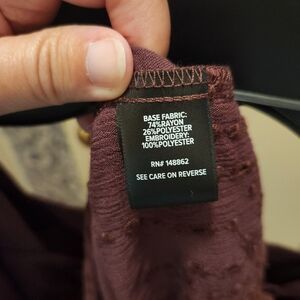 BASE FABRIC:
74%RAYON
26%POLYESTER
EMBROIDERY:
100%POLYESTER
RN# 148862
SEE CARE ON REVERSE